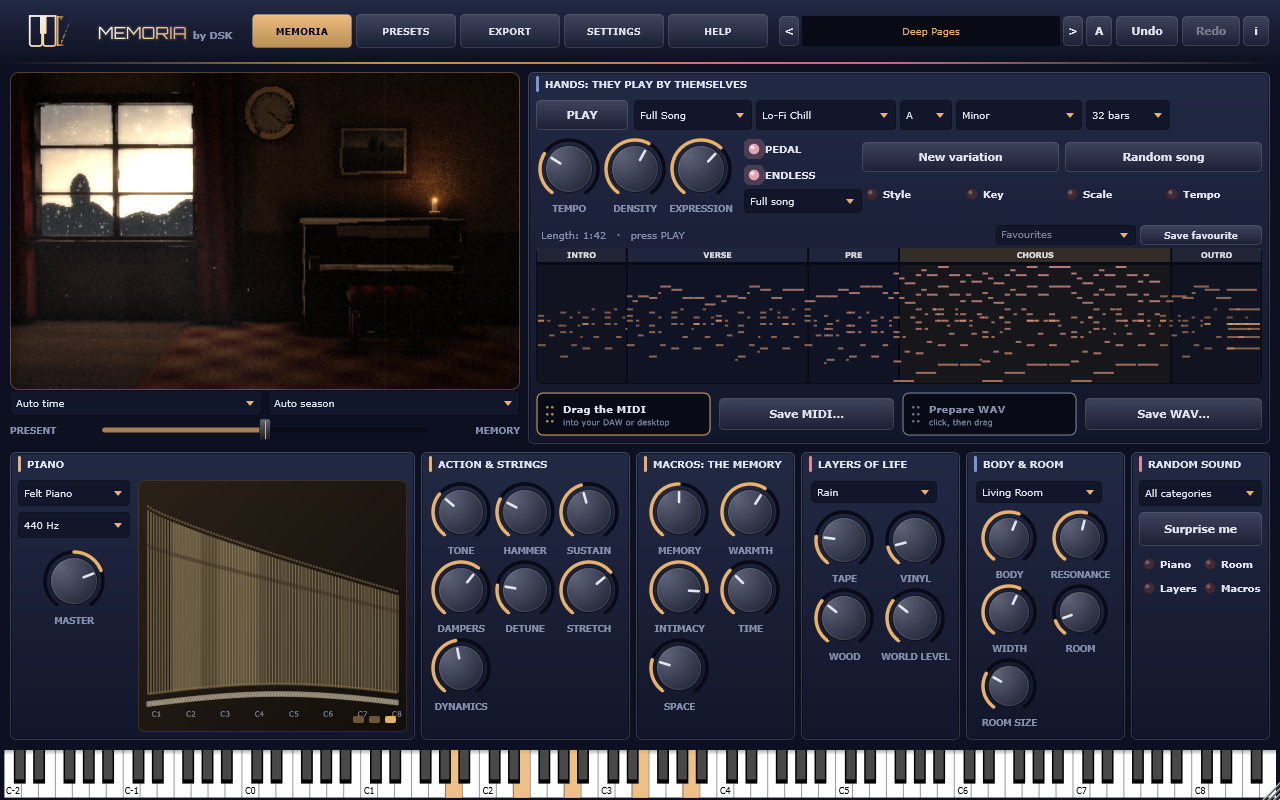 MEMORIA by DSK
MEMORIA PRESETS EXPORT SETTINGS HELP < Deep Pages > A Undo Redo i
HANDS: THEY PLAY BY THEMSELVES
PLAY Full Song Lo-Fi Chill A Minor 32 bars
TEMPO DENSITY EXPRESSION
PEDAL
ENDLESS
Full song
New variation Random song
Style Key Scale Tempo
Length: 1:42 · press PLAY Favourites Save favourite
INTRO VERSE PRE CHORUS OUTRO
Drag the MIDI
into your DAW or desktop
Save MIDI...
Prepare WAV
click, then drag
Save WAV...
Auto time Auto season
PRESENT MEMORY
PIANO
Felt Piano
440 Hz
MASTER
C1 C2 C3 C4 C5 C6 C7 C8
ACTION & STRINGS
TONE HAMMER SUSTAIN
DAMPERS DETUNE STRETCH
DYNAMICS
MACROS: THE MEMORY
MEMORY WARMTH
INTIMACY TIME
SPACE
LAYERS OF LIFE
Rain
TAPE VINYL
WOOD WORLD LEVEL
BODY & ROOM
Living Room
BODY RESONANCE
WIDTH ROOM
ROOM SIZE
RANDOM SOUND
All categories
Surprise me
Piano Room
Layers Macros
C-2 C-1 C0 C1 C2 C3 C4 C5 C6 C7 C8